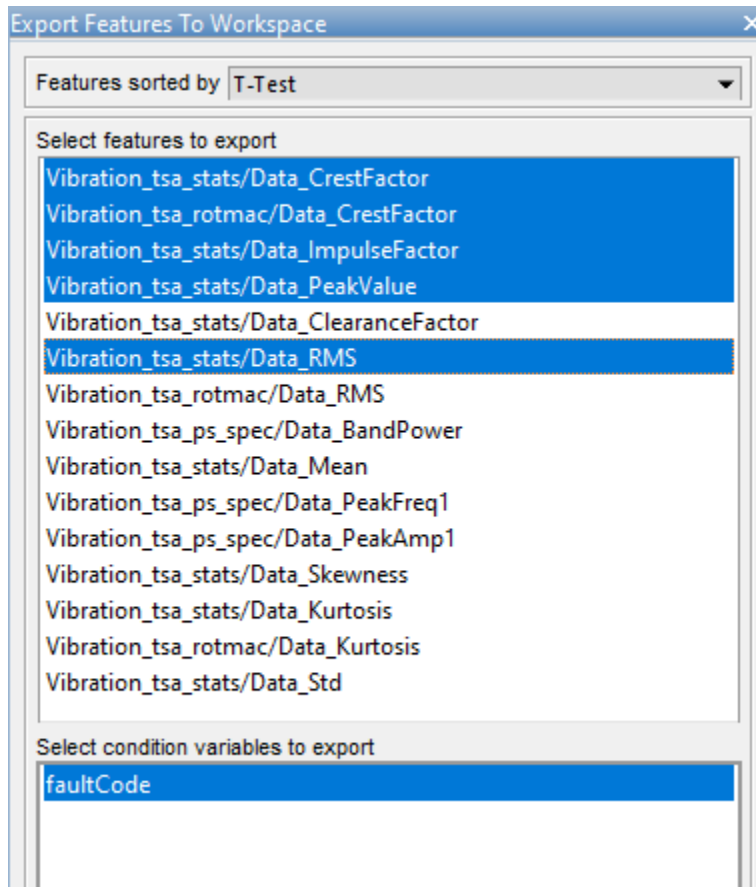 Export Features To Workspace
Features sorted by T-Test
Select features to export
Vibration_tsa_stats/Data_CrestFactor
Vibration_tsa_rotmac/Data_CrestFactor
Vibration_tsa_stats/Data_ImpulseFactor
Vibration_tsa_stats/Data_PeakValue
Vibration_tsa_stats/Data_ClearanceFactor
Vibration_tsa_stats/Data_RMS
Vibration_tsa_rotmac/Data_RMS
Vibration_tsa_ps_spec/Data_BandPower
Vibration_tsa_stats/Data_Mean
Vibration_tsa_ps_spec/Data_PeakFreq1
Vibration_tsa_ps_spec/Data_PeakAmp1
Vibration_tsa_stats/Data_Skewness
Vibration_tsa_stats/Data_Kurtosis
Vibration_tsa_rotmac/Data_Kurtosis
Vibration_tsa_stats/Data_Std
Select condition variables to export
faultCode